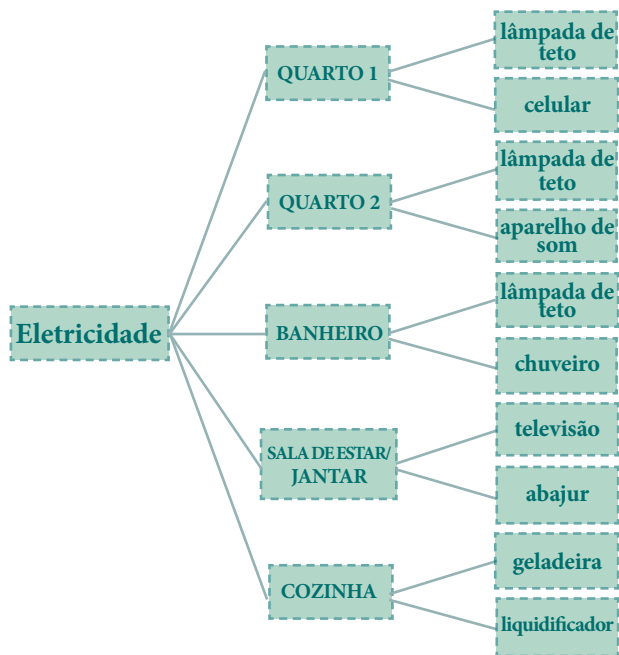 Eletricidade
QUARTO 1
lâmpada de
teto
celular
QUARTO 2
lâmpada de
teto
aparelho de
som
BANHEIRO
lâmpada de
teto
chuveiro
SALA DE ESTAR/
JANTAR
televisão
abajur
COZINHA
geladeira
liquidificador